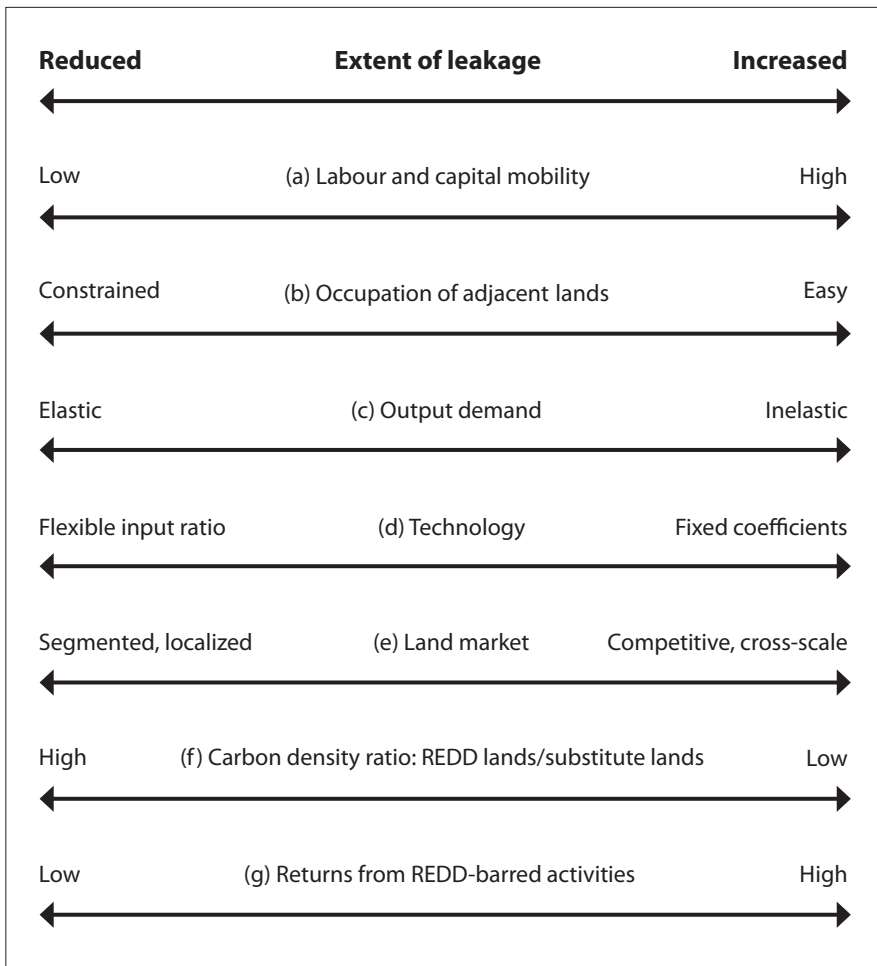 Reduced Extent of leakage Increased
Low (a) Labour and capital mobility High
Constrained (b) Occupation of adjacent lands Easy
Elastic (c) Output demand Inelastic
Flexible input ratio (d) Technology Fixed coefficients
Segmented, localized (e) Land market Competitive, cross-scale
High (f) Carbon density ratio: REDD lands/substitute lands Low
Low (g) Returns from REDD-barred activities High